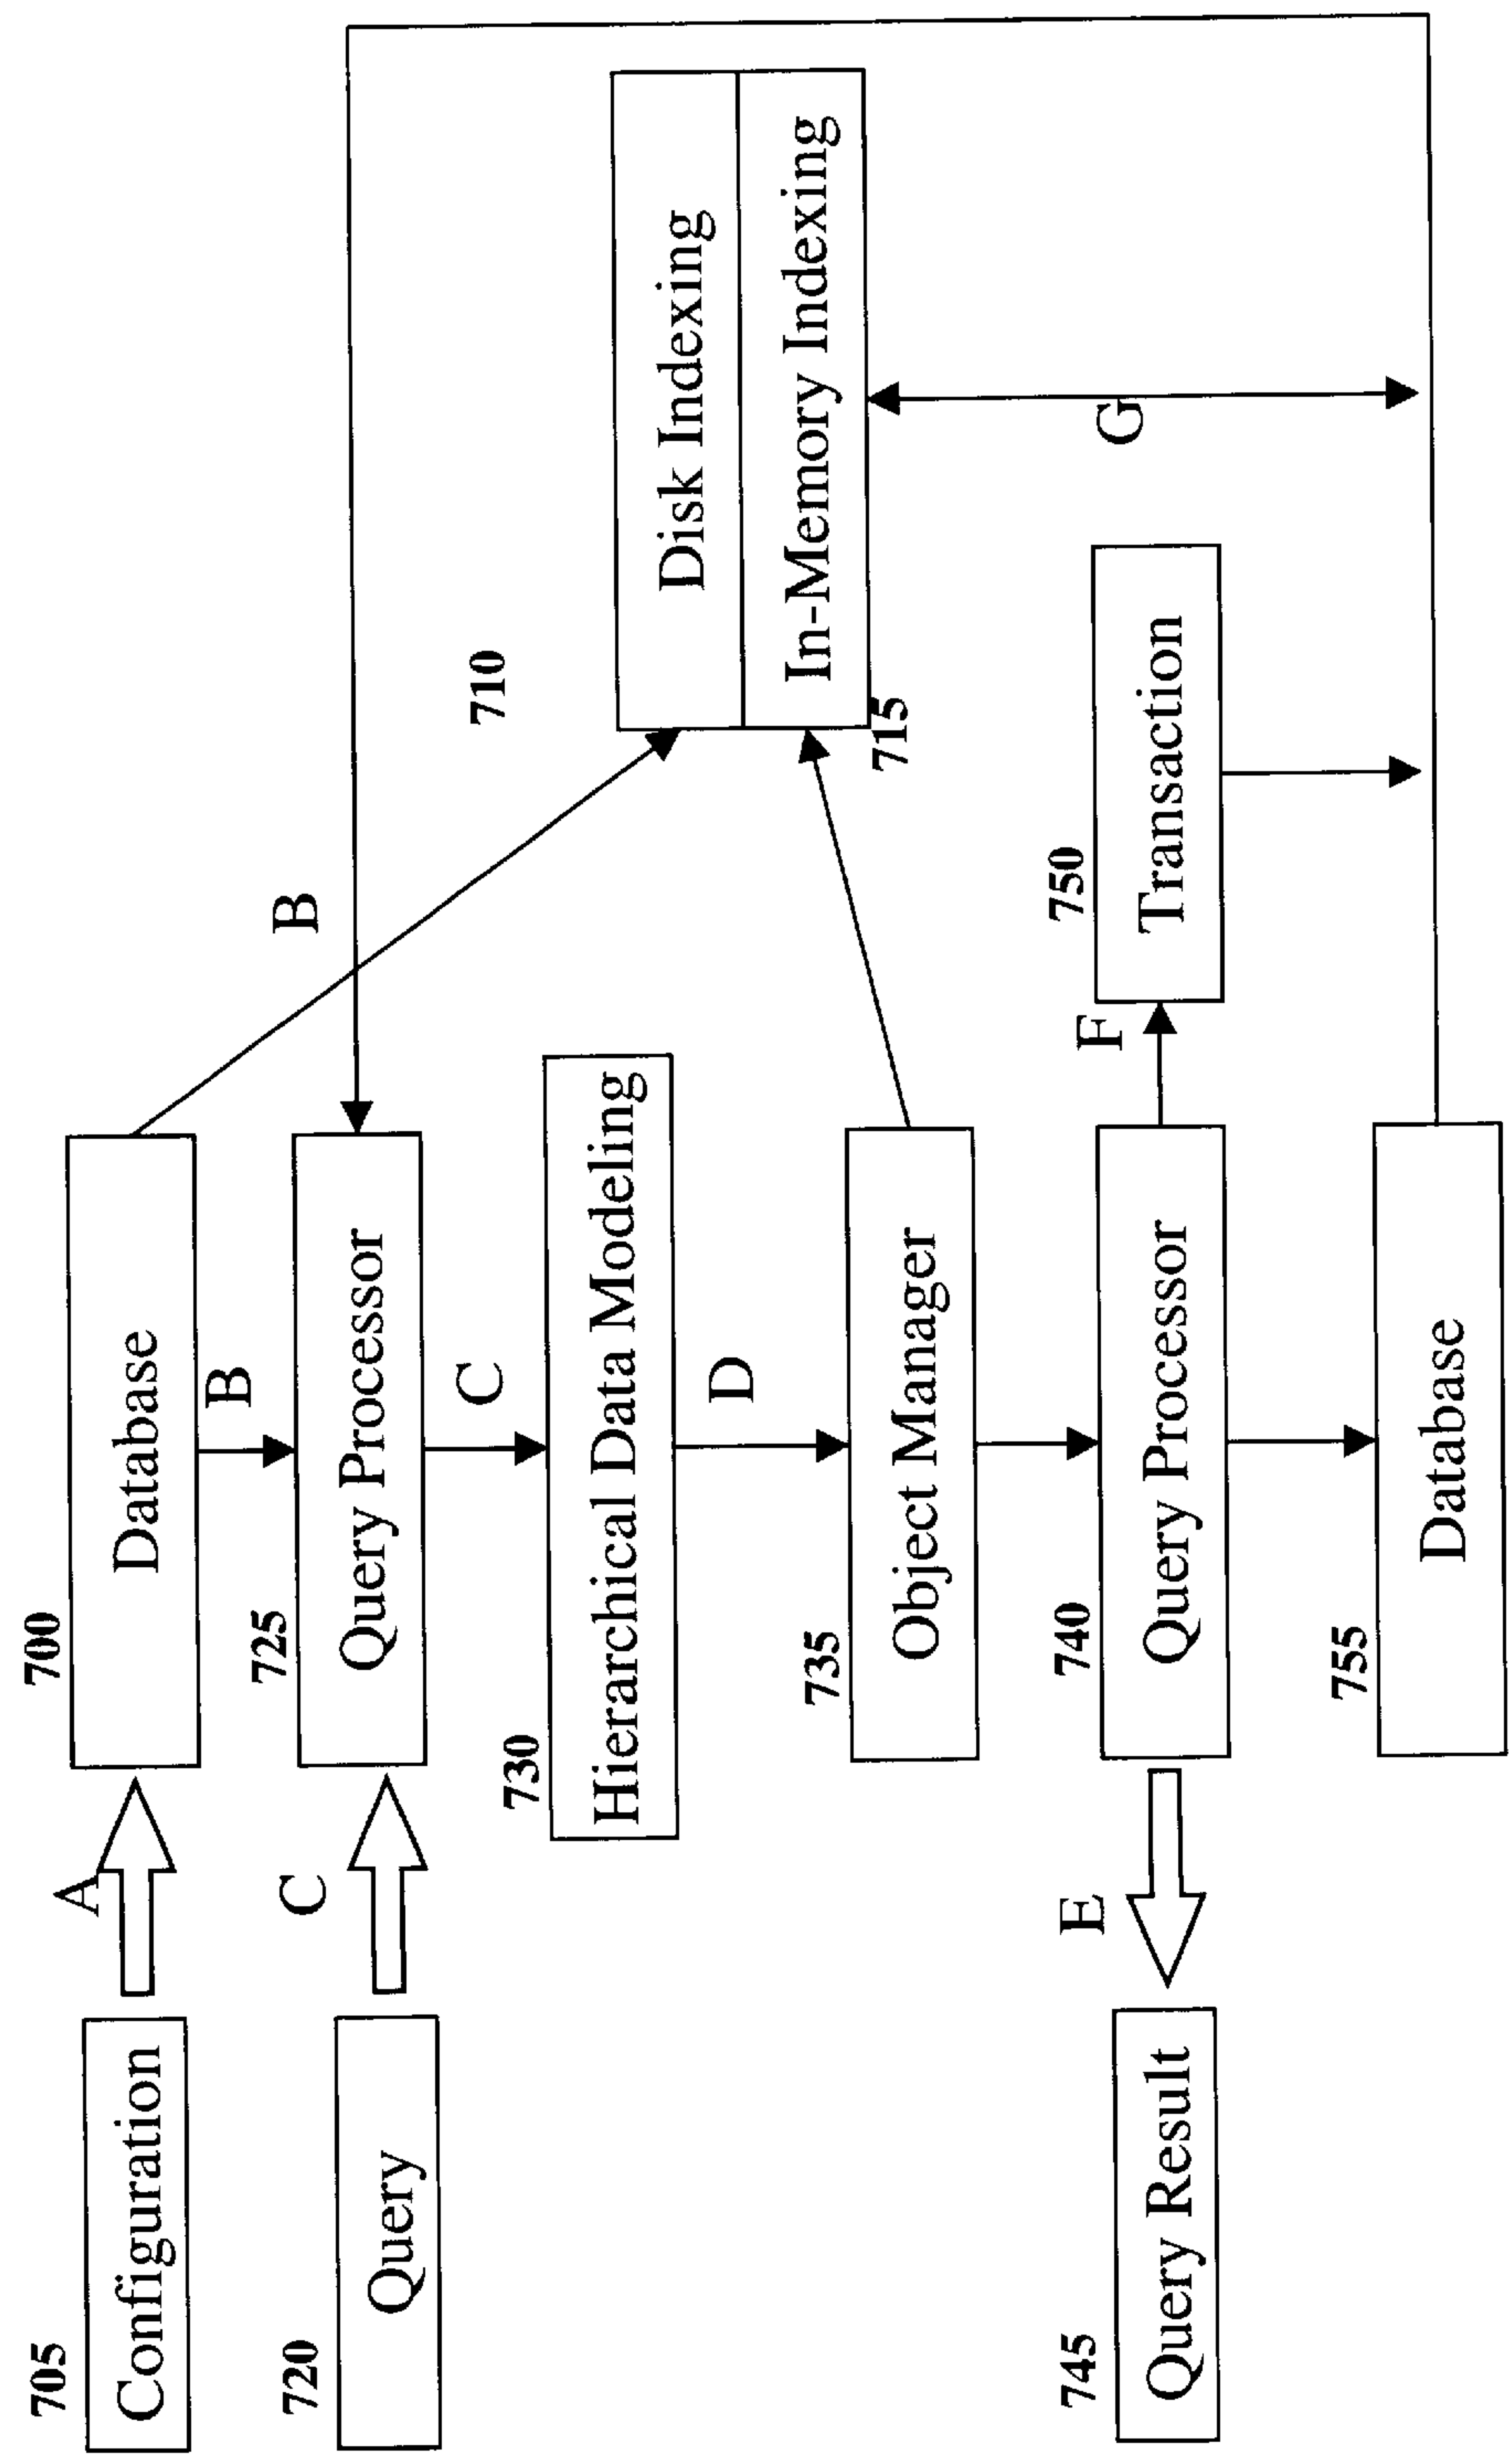 705
Configuration
A
700
Database
B
B
720
Query
C
725
Query Processor
C
710
Disk Indexing
In-Memory Indexing
715
730
Hierarchical Data Modeling
D
735
Object Manager
G
745
Query Result
E
740
Query Processor
F
750
Transaction
755
Database